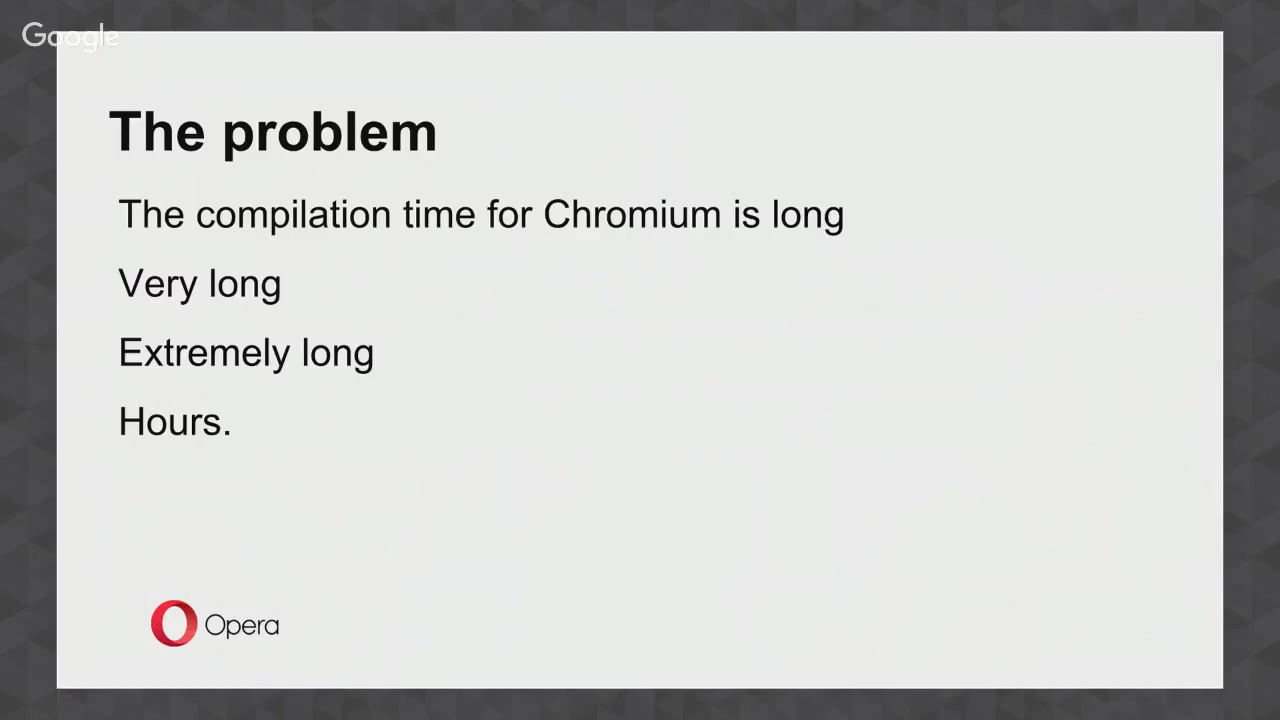 Google
The problem
The compilation time for Chromium is long
Very long
Extremely long
Hours.
Opera